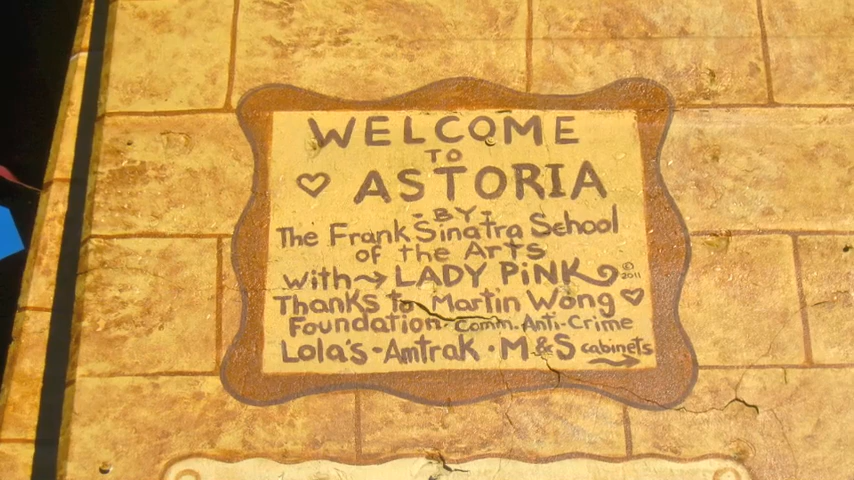 WELCOME
TO
♡ ASTORIA
-BY-
The Frank Sinatra School
of the Arts
with → LADY PiNK © 2011
Thanks to Martin Wong ♡
Foundation · Comm. Anti-Crime
Lola's - Amtrak · M&S cabinets